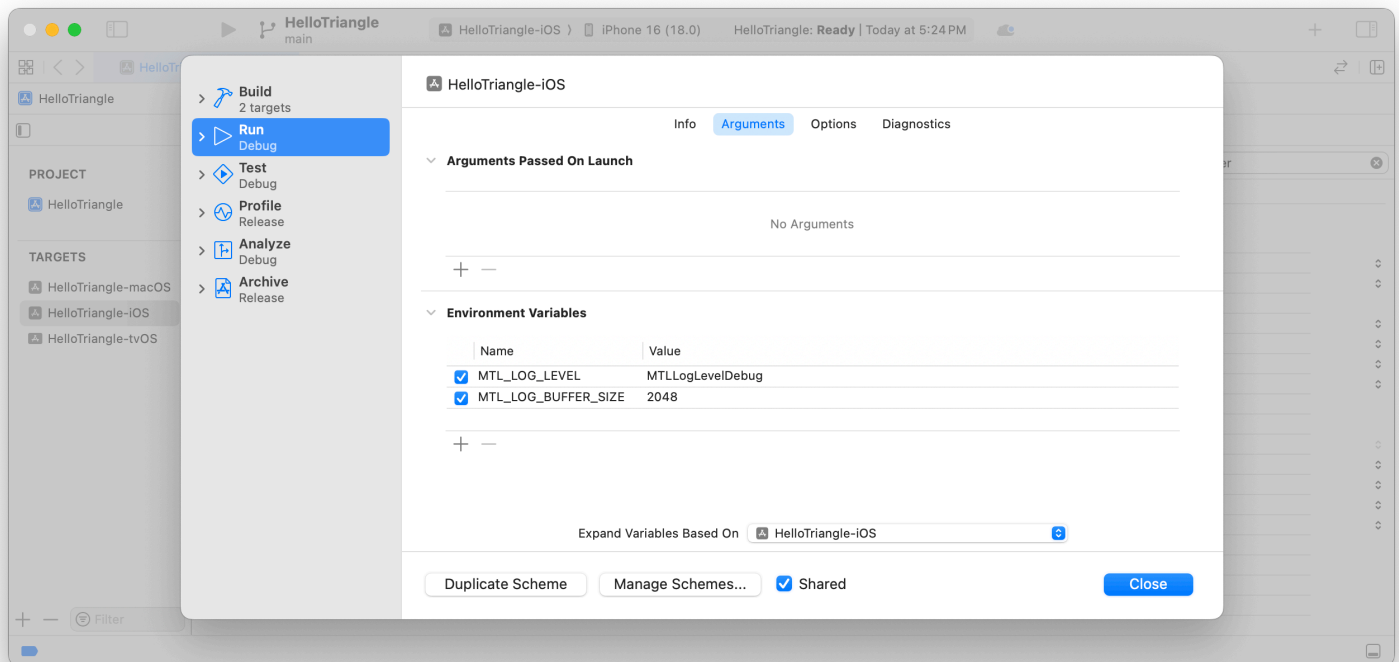 HelloTriangle
main
HelloTriangle-iOS 〉 iPhone 16 (18.0)
HelloTriangle: Ready | Today at 5:24 PM
HelloTr
HelloTriangle
PROJECT
HelloTriangle
TARGETS
HelloTriangle-macOS
HelloTriangle-iOS
HelloTriangle-tvOS
Filter
Build
2 targets
Run
Debug
Test
Debug
Profile
Release
Analyze
Debug
Archive
Release
HelloTriangle-iOS
Info Arguments Options Diagnostics
Arguments Passed On Launch
No Arguments
Environment Variables
Name Value
MTL_LOG_LEVEL MTLLogLevelDebug
MTL_LOG_BUFFER_SIZE 2048
Expand Variables Based On HelloTriangle-iOS
Duplicate Scheme Manage Schemes... Shared Close